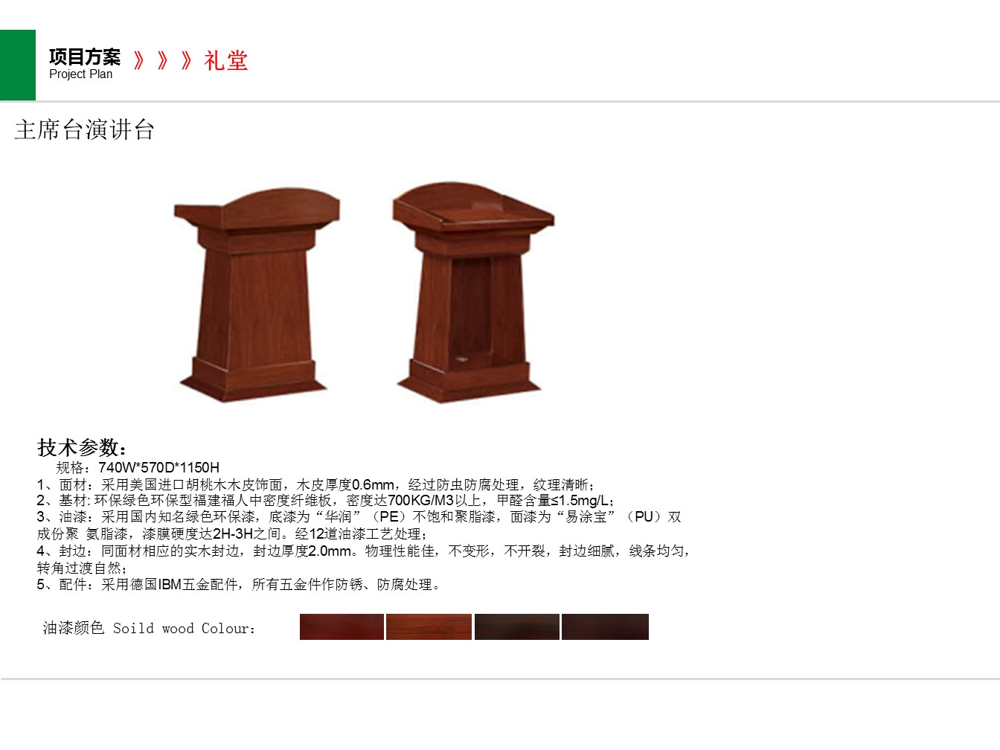 项目方案 》》》礼堂
Project Plan
主席台演讲台
技术参数：
规格：740W*570D*1150H
1、面材：采用美国进口胡桃木木皮饰面，木皮厚度0.6mm，经过防虫防腐处理，纹理清晰；
2、基材: 环保绿色环保型福建福人中密度纤维板，密度达700KG/M3以上，甲醛含量≤1.5mg/L；
3、油漆：采用国内知名绿色环保漆，底漆为“华润”（PE）不饱和聚脂漆，面漆为“易涂宝”（PU）双
成份聚 氨脂漆，漆膜硬度达2H-3H之间。经12道油漆工艺处理；
4、封边：同面材相应的实木封边，封边厚度2.0mm。物理性能佳，不变形，不开裂，封边细腻，线条均匀，
转角过渡自然；
5、配件：采用德国IBM五金配件，所有五金件作防锈、防腐处理。
油漆颜色 Soild wood Colour：